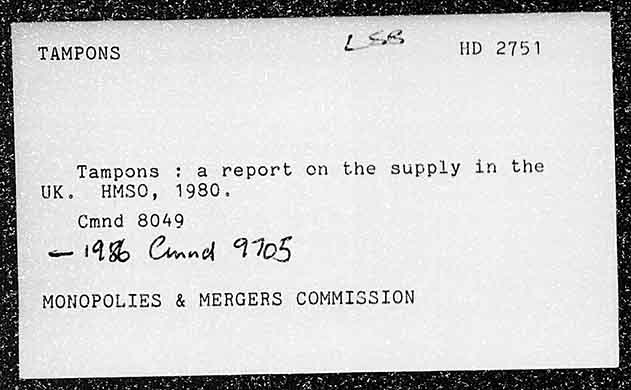 TAMPONS LSB HD 2751
Tampons : a report on the supply in the
UK. HMSO, 1980.
Cmnd 8049
— 1986 Cmnd 9705
MONOPOLIES & MERGERS COMMISSION